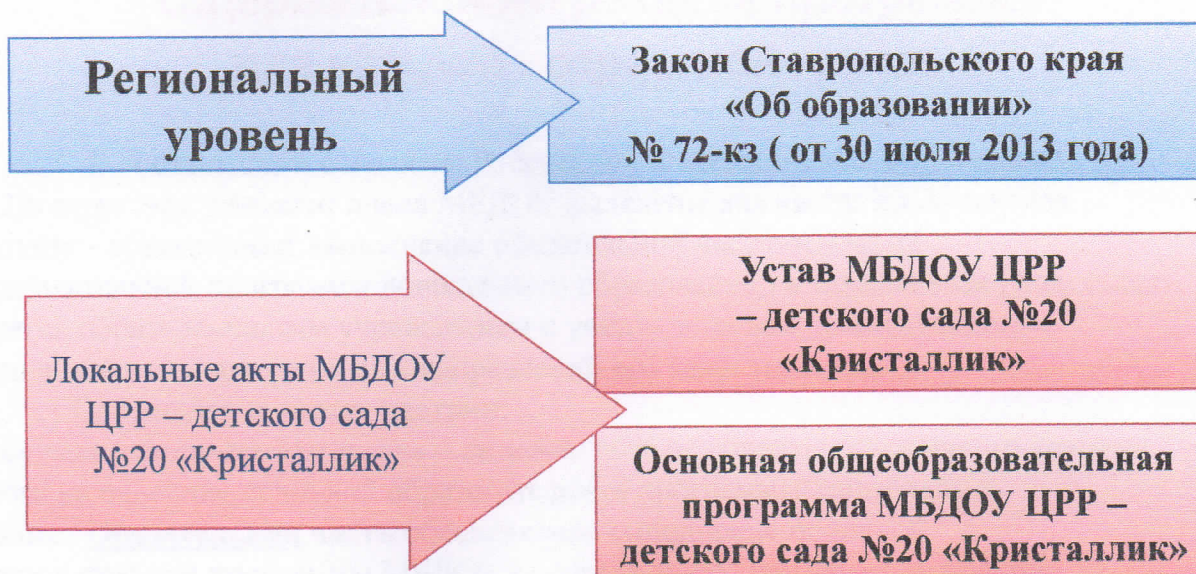 Региональный
уровень
Закон Ставропольского края
«Об образовании»
№ 72-кз ( от 30 июля 2013 года)
Локальные акты МБДОУ
ЦРР – детского сада
№20 «Кристаллик»
Устав МБДОУ ЦРР
– детского сада №20
«Кристаллик»
Основная общеобразовательная
программа МБДОУ ЦРР –
детского сада №20 «Кристаллик»